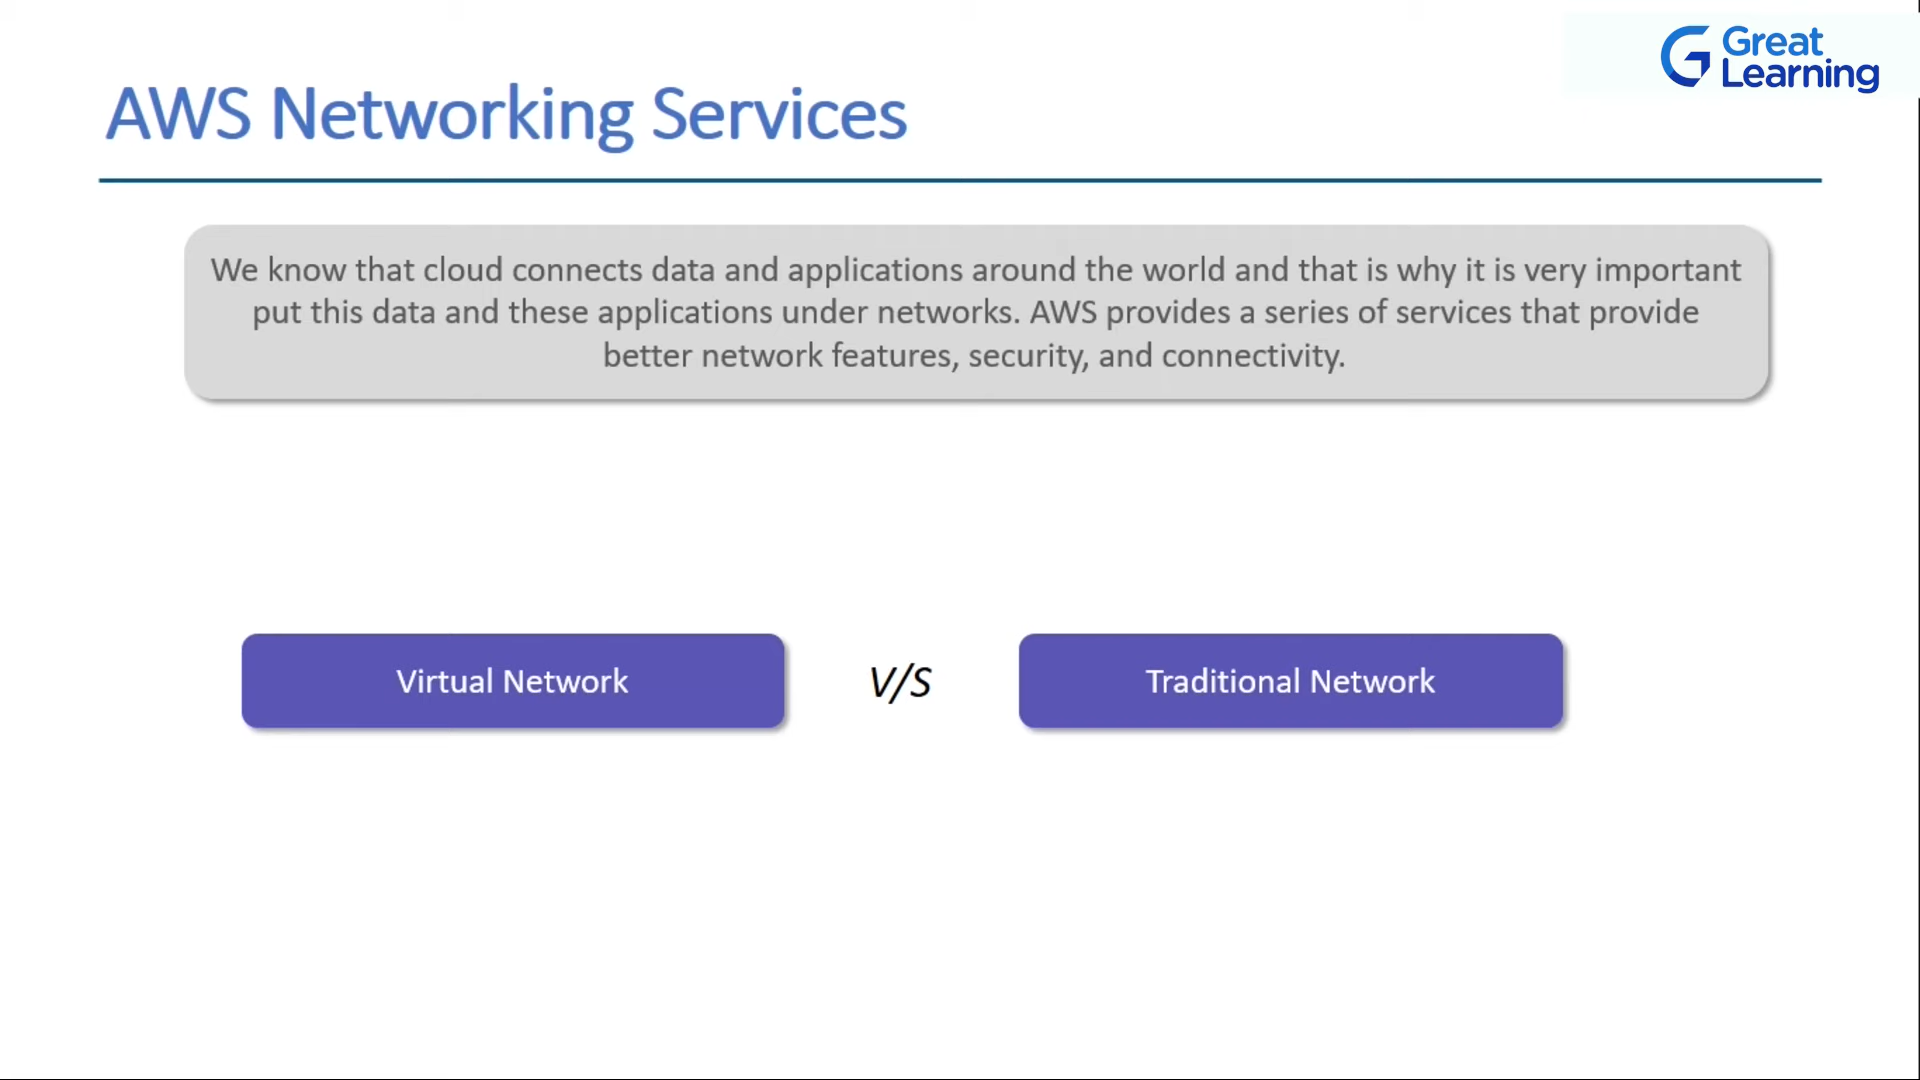 Great
Learning
AWS Networking Services
We know that cloud connects data and applications around the world and that is why it is very important
put this data and these applications under networks. AWS provides a series of services that provide
better network features, security, and connectivity.
Virtual Network
V/S
Traditional Network